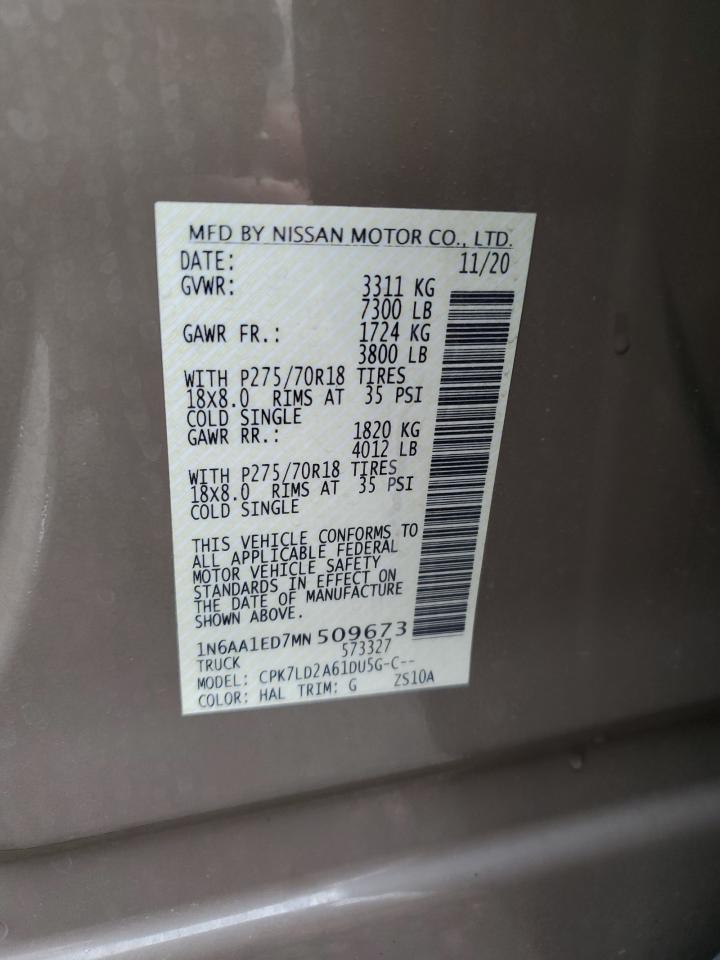 MFD BY NISSAN MOTOR CO., LTD.
DATE: 11/20
GVWR: 3311 KG
7300 LB
GAWR FR.: 1724 KG
3800 LB
WITH P275/70R18 TIRES
18X8.0 RIMS AT 35 PSI
COLD SINGLE
GAWR RR.: 1820 KG
4012 LB
WITH P275/70R18 TIRES
18X8.0 RIMS AT 35 PSI
COLD SINGLE
THIS VEHICLE CONFORMS TO
ALL APPLICABLE FEDERAL
MOTOR VEHICLE SAFETY
STANDARDS IN EFFECT ON
THE DATE OF MANUFACTURE
SHOWN ABOVE.
1N6AA1ED7MN509673
TRUCK 573327
MODEL: CPK7LD2A61DU5G-C--
COLOR: HAL TRIM: G ZS10A